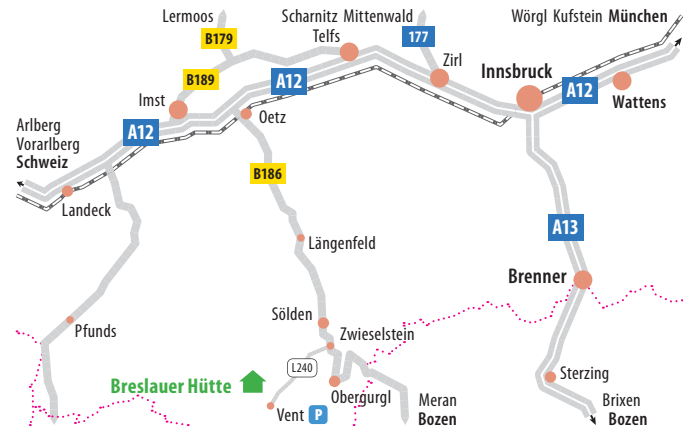 Lermoos
Scharnitz Mittenwald
Wörgl Kufstein München
B179
Telfs
177
Zirl
Innsbruck
B189
A12
A12
Wattens
Imst
Oetz
A12
Arlberg
Vorarlberg
Schweiz
B186
Landeck
A13
Längenfeld
Brenner
Sölden
Pfunds
Zwieselstein
L240
Breslauer Hütte
Obergurgl
Sterzing
Meran
Bozen
Brixen
Bozen
Vent P